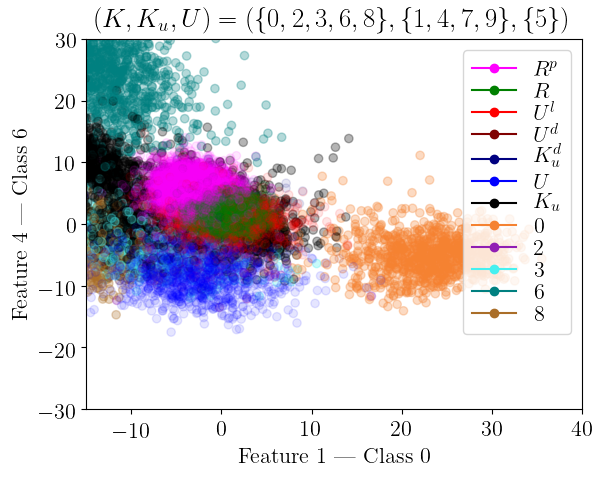 (K, K_u, U) = ({0, 2, 3, 6, 8}, {1, 4, 7, 9}, {5})
30
20
10
0
−10
−20
−30
Feature 4 — Class 6
R^p
R
U^l
U^d
K_u^d
U
K_u
0
2
3
6
8
−10
0
10
20
30
40
Feature 1 — Class 0